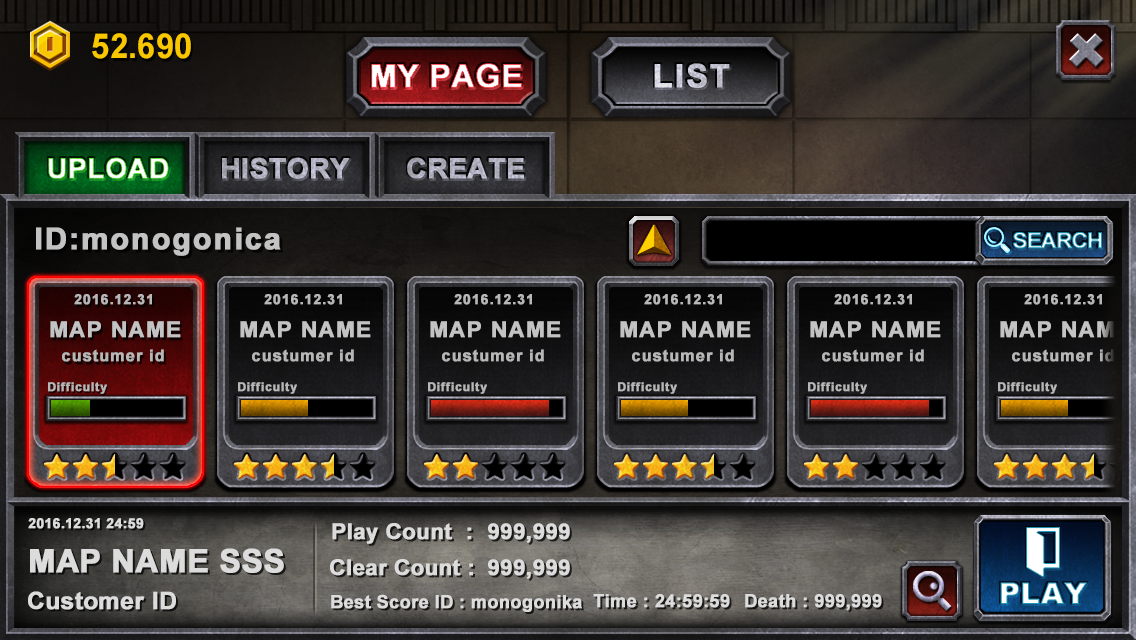 52.690
MY PAGE
LIST
UPLOAD
HISTORY
CREATE
ID:monogonica
SEARCH
2016.12.31
MAP NAME
custumer id
Difficulty
2016.12.31
MAP NAME
custumer id
Difficulty
2016.12.31
MAP NAME
custumer id
Difficulty
2016.12.31
MAP NAME
custumer id
Difficulty
2016.12.31
MAP NAME
custumer id
Difficulty
2016.12.31
MAP NAM
custumer id
Difficulty
2016.12.31 24:59
MAP NAME SSS
Customer ID
Play Count : 999,999
Clear Count : 999,999
Best Score ID : monogonika Time : 24:59:59 Death : 999,999
PLAY